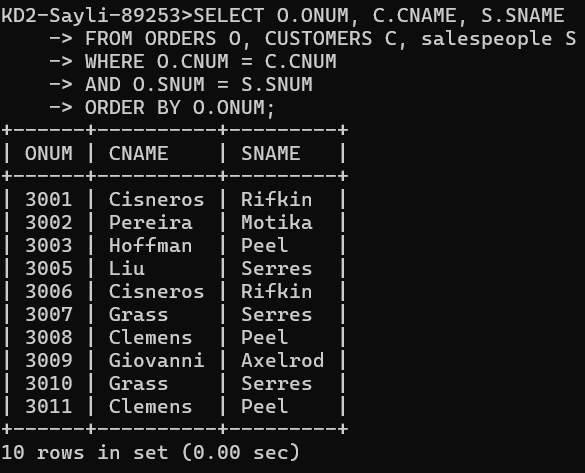 KD2-Sayli-89253>SELECT O.ONUM, C.CNAME, S.SNAME
    -> FROM ORDERS O, CUSTOMERS C, salespeople S
    -> WHERE O.CNUM = C.CNUM
    -> AND O.SNUM = S.SNUM
    -> ORDER BY O.ONUM;
+------+----------+---------+
| ONUM | CNAME    | SNAME   |
+------+----------+---------+
| 3001 | Cisneros | Rifkin  |
| 3002 | Pereira  | Motika  |
| 3003 | Hoffman  | Peel    |
| 3005 | Liu      | Serres  |
| 3006 | Cisneros | Rifkin  |
| 3007 | Grass    | Serres  |
| 3008 | Clemens  | Peel    |
| 3009 | Giovanni | Axelrod |
| 3010 | Grass    | Serres  |
| 3011 | Clemens  | Peel    |
+------+----------+---------+
10 rows in set (0.00 sec)